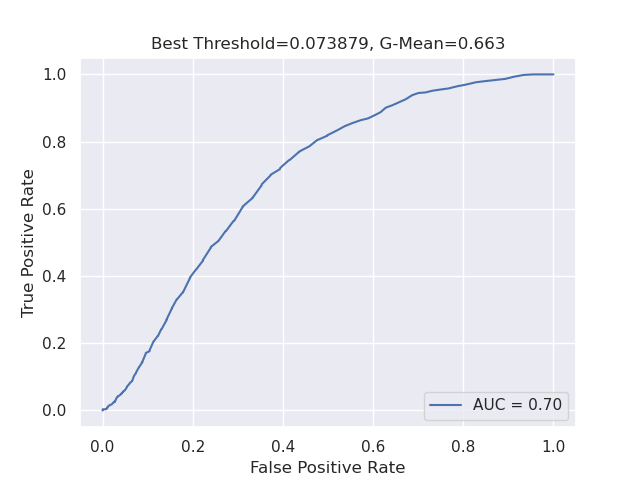 Best Threshold=0.073879, G-Mean=0.663
True Positive Rate
1.0
0.8
0.6
0.4
0.2
0.0
AUC = 0.70
0.0 0.2 0.4 0.6 0.8 1.0
False Positive Rate